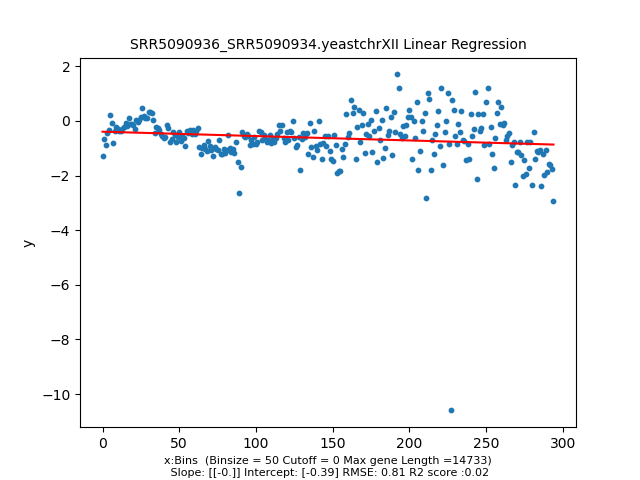 SRR5090936_SRR5090934.yeastchrXII Linear Regression
2
0
−2
−4
−6
−8
−10
y
0 50 100 150 200 250 300
x:Bins (Binsize = 50 Cutoff = 0 Max gene Length =14733)
Slope: [[-0.]] Intercept: [-0.39] RMSE: 0.81 R2 score :0.02